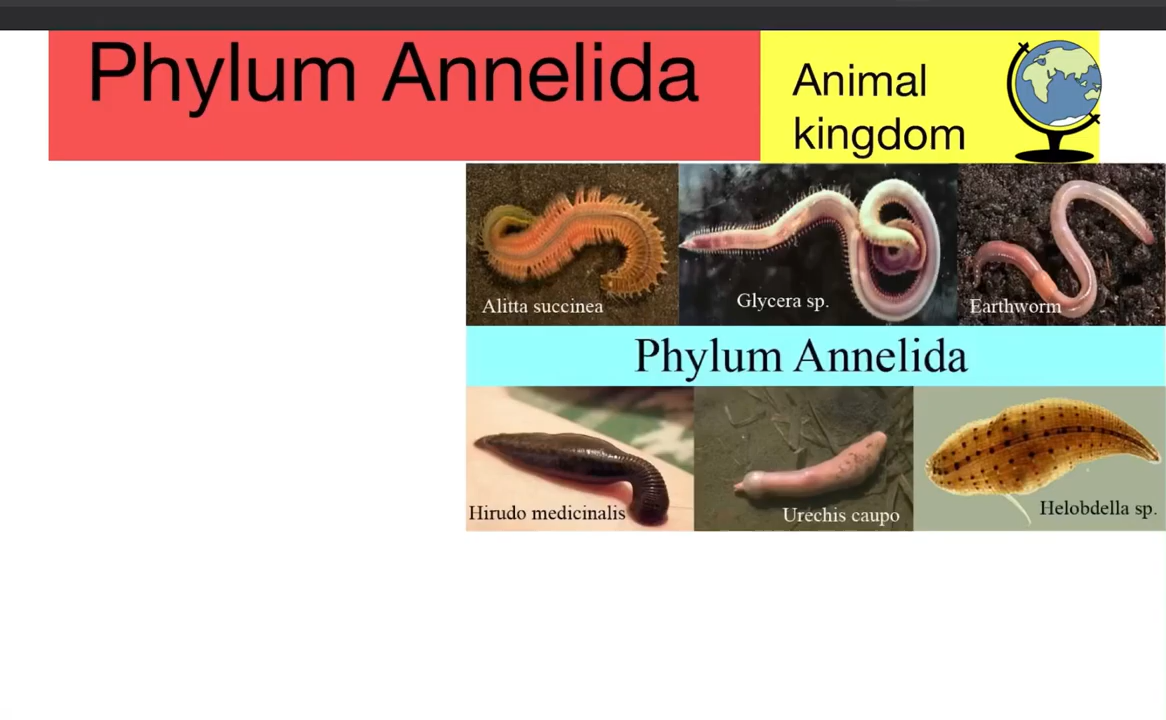 Phylum Annelida
Animal
kingdom
Alitta succinea
Glycera sp.
Earthworm
Phylum Annelida
Hirudo medicinalis
Urechis caupo
Helobdella sp.